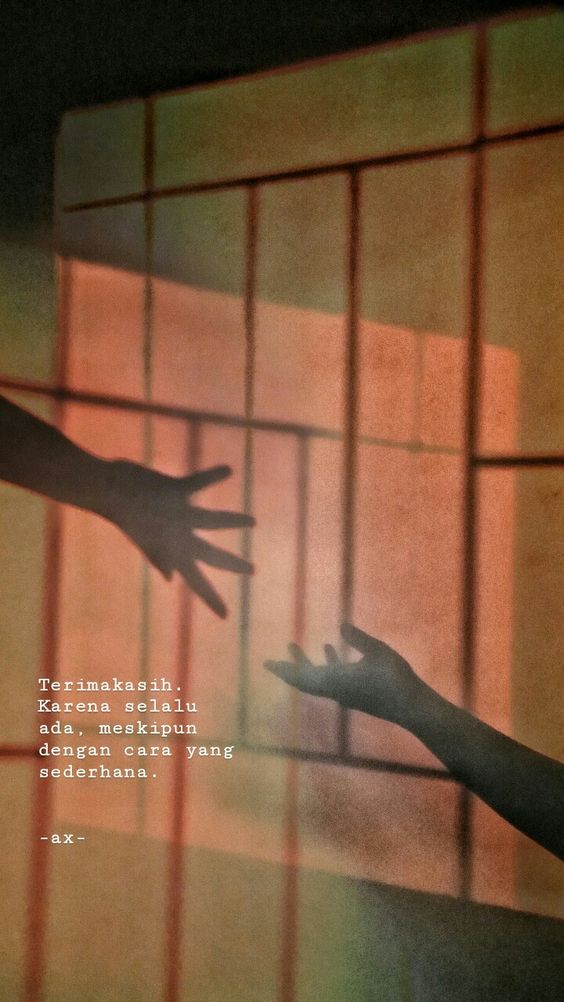 Terimakasih.
Karena selalu
ada, meskipun
dengan cara yang
sederhana.
-ax-